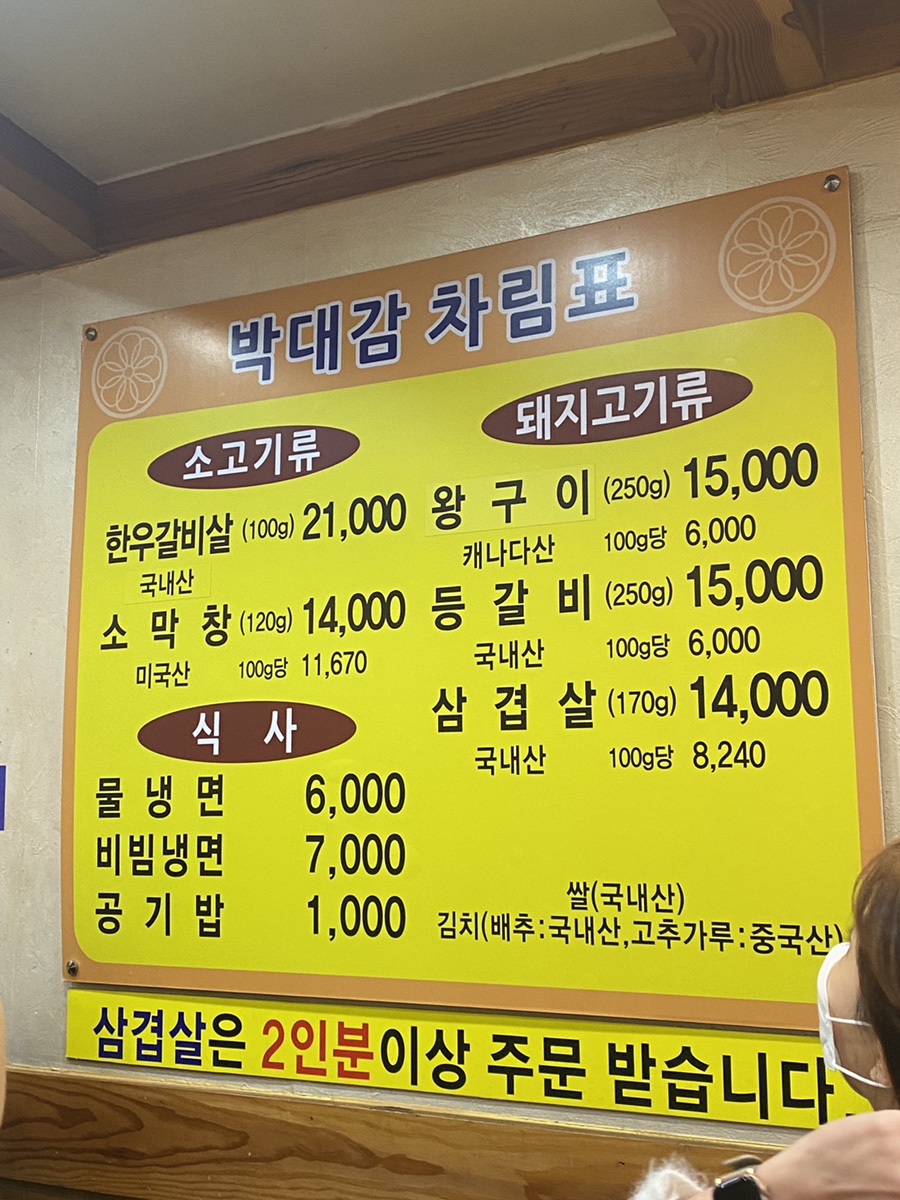 박대감 차림표
소고기류
한우갈비살 (100g) 21,000
국내산
소 막 창 (120g) 14,000
미국산 100g당 11,670
식 사
물 냉 면 6,000
비빔냉면 7,000
공 기 밥 1,000
돼지고기류
왕 구 이 (250g) 15,000
캐나다산 100g당 6,000
등 갈 비 (250g) 15,000
국내산 100g당 6,000
삼 겹 살 (170g) 14,000
국내산 100g당 8,240
쌀(국내산)
김치(배추:국내산,고추가루:중국산)
삼겹살은 2인분이상 주문 받습니다.